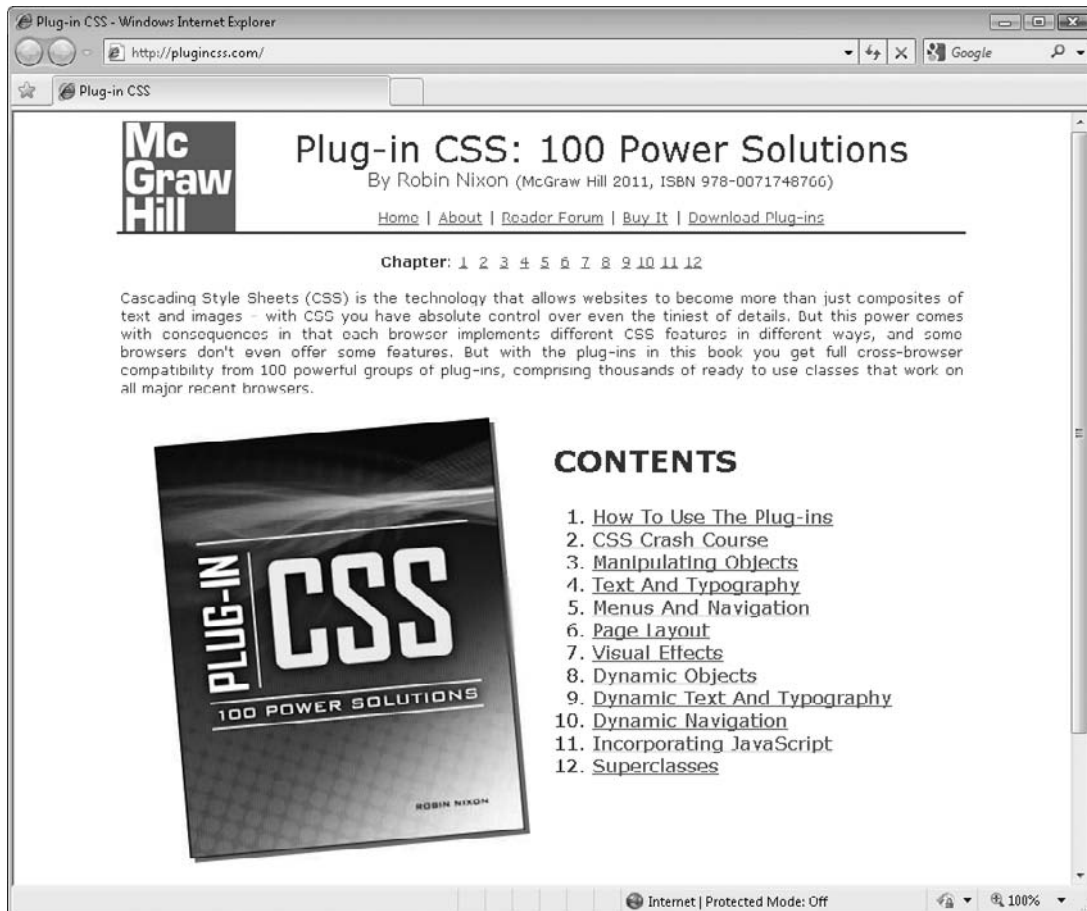 Plug-in CSS - Windows Internet Explorer
http://plugincss.com/
Google
Plug-in CSS
Mc
Graw
Hill
Plug-in CSS: 100 Power Solutions
By Robin Nixon (McGraw Hill 2011, ISBN 978-0071748766)
Home | About | Reader Forum | Buy It | Download Plug-ins
Chapter: 1 2 3 4 5 6 7 8 9 10 11 12
Cascading Style Sheets (CSS) is the technology that allows websites to become more than just composites of
text and images - with CSS you have absolute control over even the tiniest of details. But this power comes
with consequences in that each browser implements different CSS features in different ways, and some
browsers don't even offer some features. But with the plug-ins in this book you get full cross-browser
compatibility from 100 powerful groups of plug-ins, comprising thousands of ready to use classes that work on
all major recent browsers.
PLUG-IN
CSS
100 POWER SOLUTIONS
ROBIN NIXON
CONTENTS
1. How To Use The Plug-ins
2. CSS Crash Course
3. Manipulating Objects
4. Text And Typography
5. Menus And Navigation
6. Page Layout
7. Visual Effects
8. Dynamic Objects
9. Dynamic Text And Typography
10. Dynamic Navigation
11. Incorporating JavaScript
12. Superclasses
Internet | Protected Mode: Off
100%